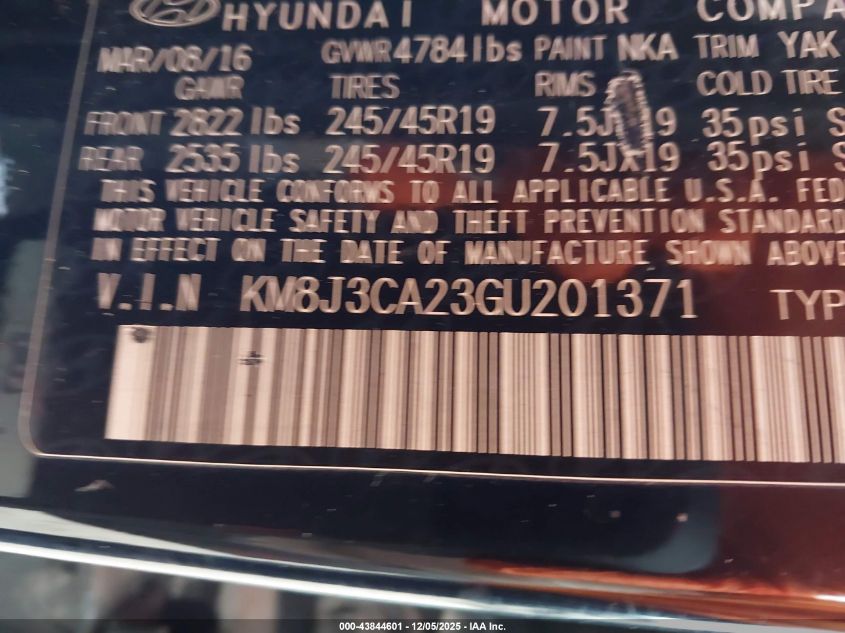 HYUNDAI MOTOR COMPA
MAR/08/16 GVWR 4784 lbs PAINT NKA TRIM YAK
GAWR TIRES RIMS COLD TIRE
FRONT 2822 lbs 245/45R19 7.5J 19 35psi S
REAR 2535 lbs 245/45R19 7.5JX19 35psi S
THIS VEHICLE CONFORMS TO ALL APPLICABLE U.S.A. FED
MOTOR VEHICLE SAFETY AND THEFT PREVENTION STANDARD
IN EFFECT ON THE DATE OF MANUFACTURE SHOWN ABOVE
V.I.N KM8J3CA23GU201371 TYP
000-43844601 - 12/05/2025 - IAA Inc.